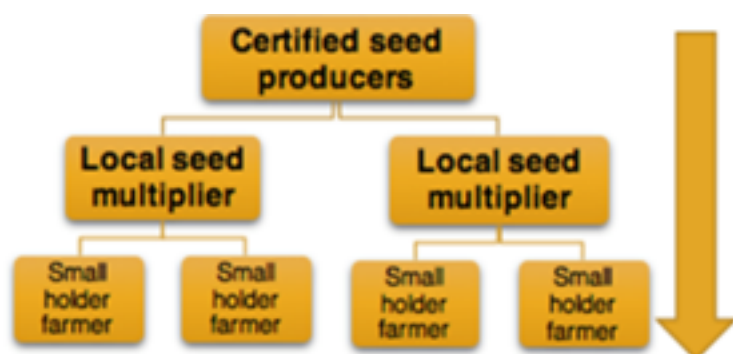 Certified seed
producers
Local seed
multiplier
Local seed
multiplier
Small
holder
farmer
Small
holder
farmer
Small
holder
farmer
Small
holder
farmer